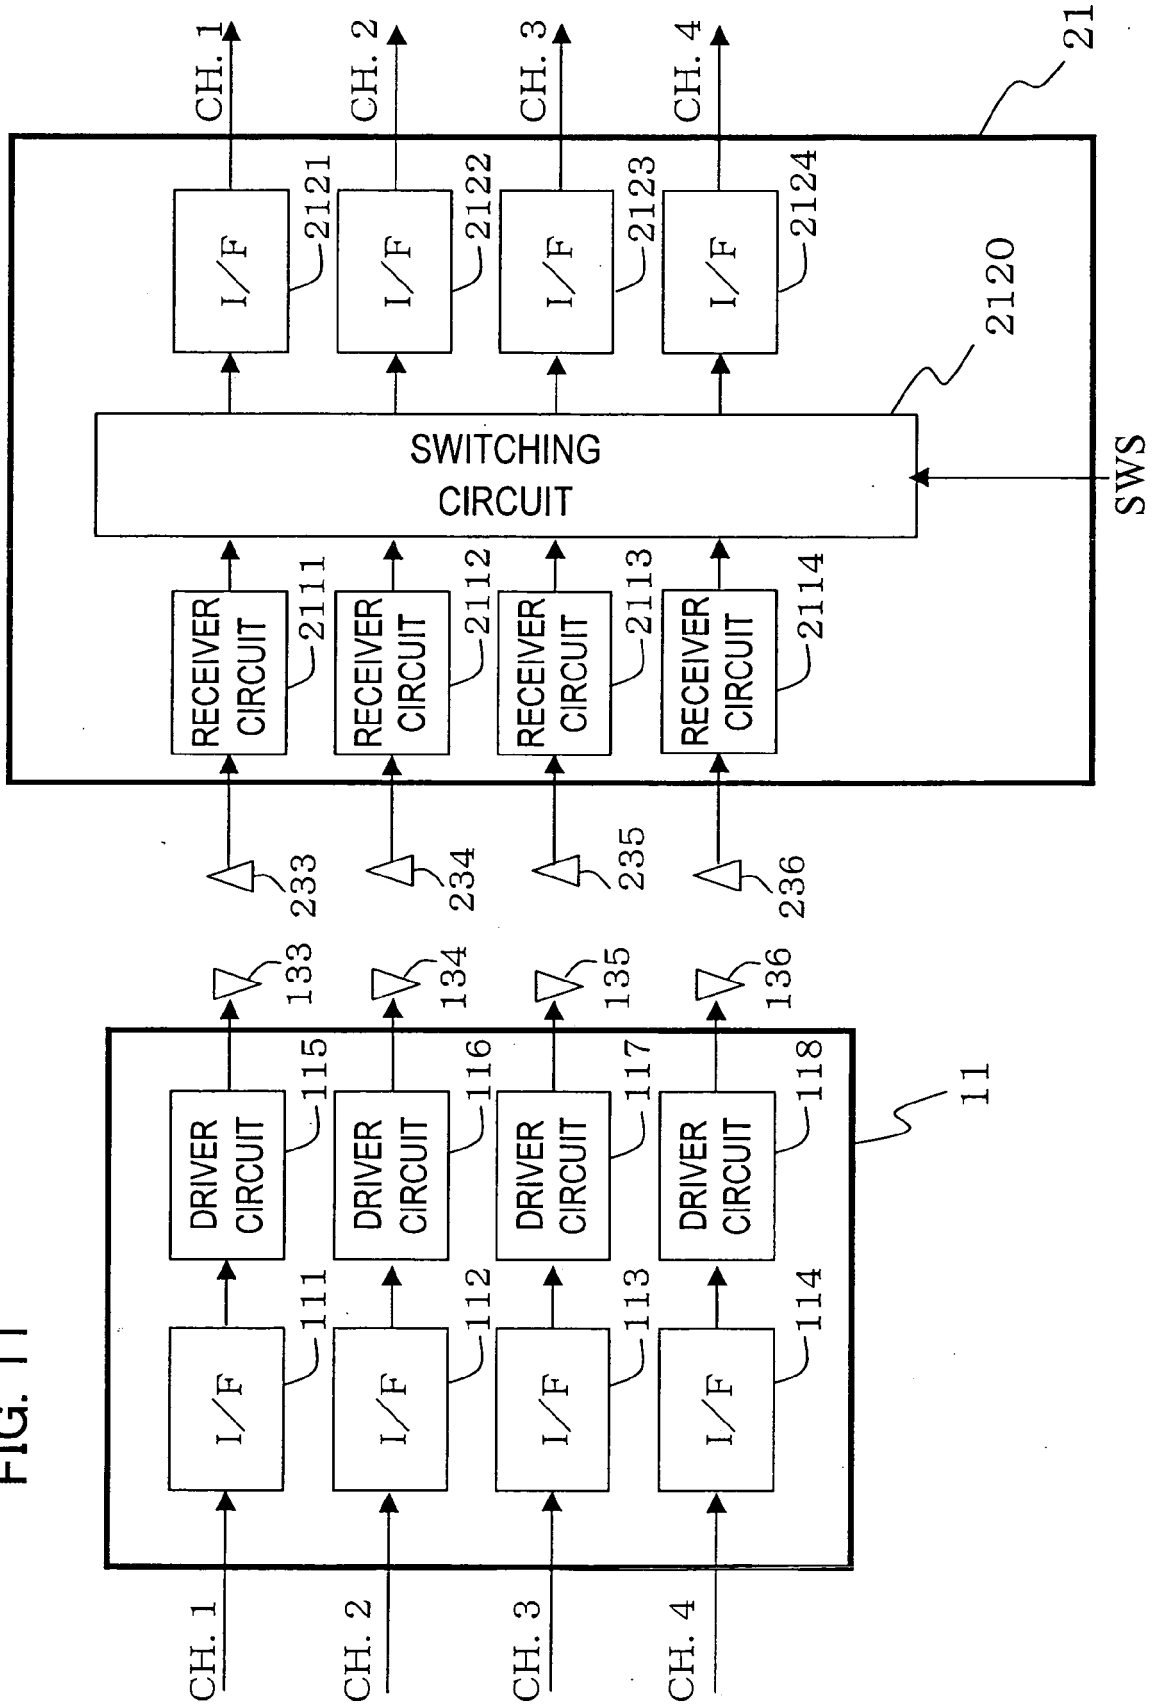 FIG. 11
CH. 1
I/F
111
DRIVER
CIRCUIT
115
133
CH. 2
I/F
112
DRIVER
CIRCUIT
116
134
CH. 3
I/F
113
DRIVER
CIRCUIT
117
135
CH. 4
I/F
114
DRIVER
CIRCUIT
118
136
11
233
RECEIVER
CIRCUIT
2111
234
RECEIVER
CIRCUIT
2112
235
RECEIVER
CIRCUIT
2113
236
RECEIVER
CIRCUIT
2114
SWITCHING
CIRCUIT
2120
SWS
I/F
2121
CH. 1
I/F
2122
CH. 2
I/F
2123
CH. 3
I/F
2124
CH. 4
21